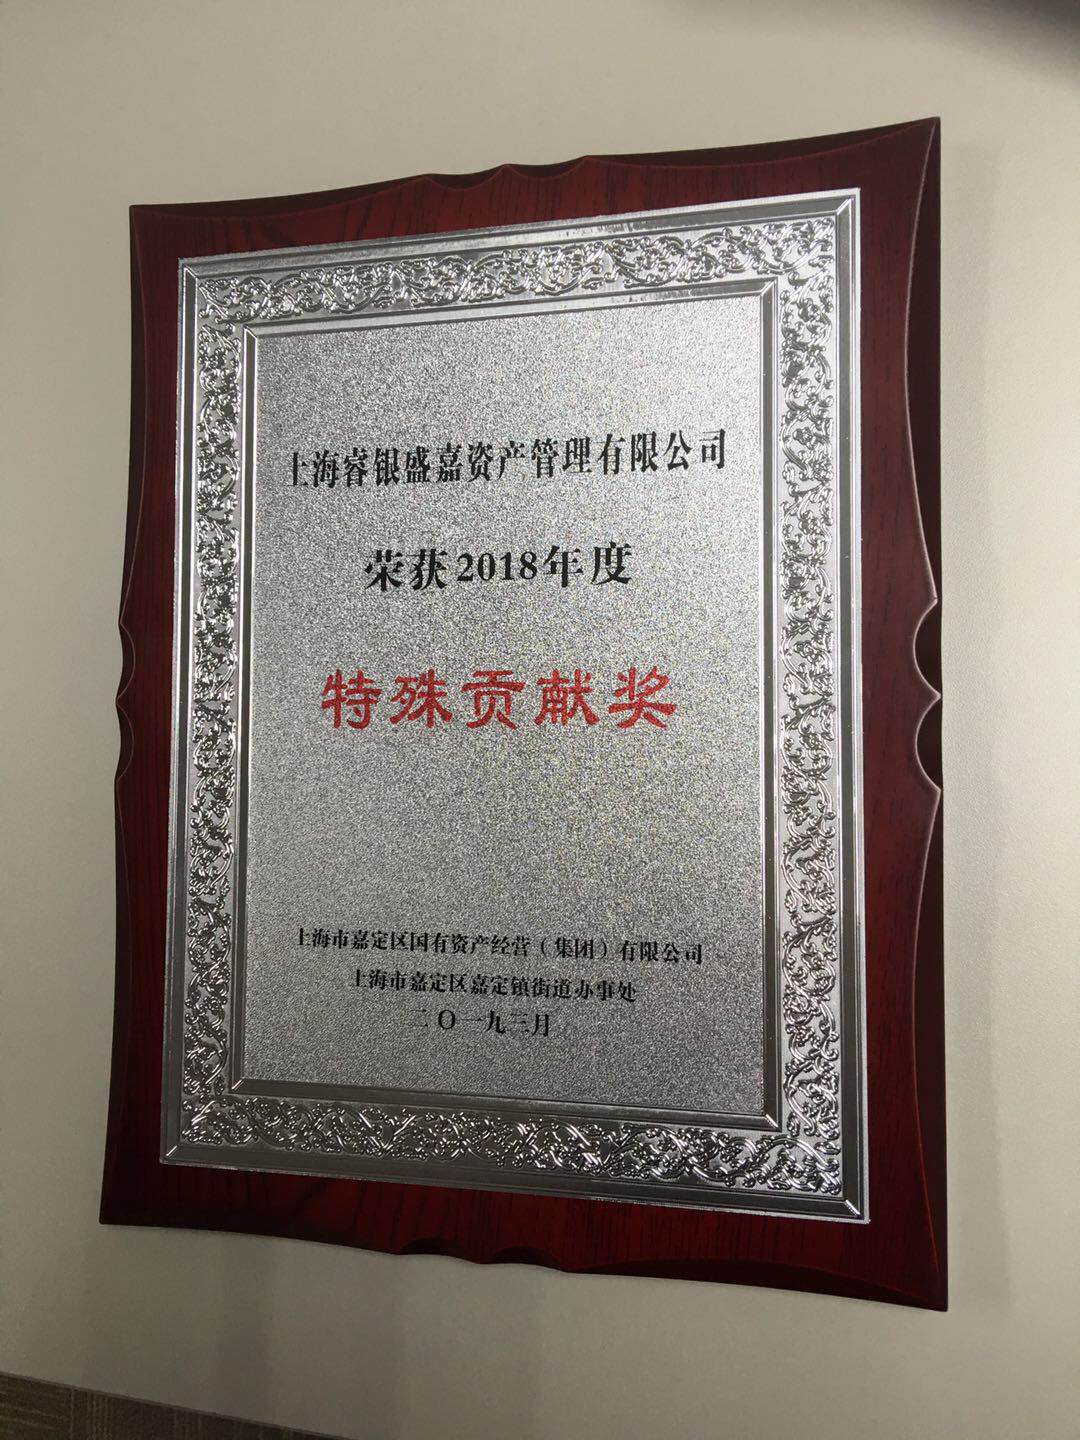 上海睿银盛嘉资产管理有限公司
荣获2018年度
特殊贡献奖
上海市嘉定区国有资产经营（集团）有限公司
上海市嘉定区嘉定镇街道办事处
二〇一九三月